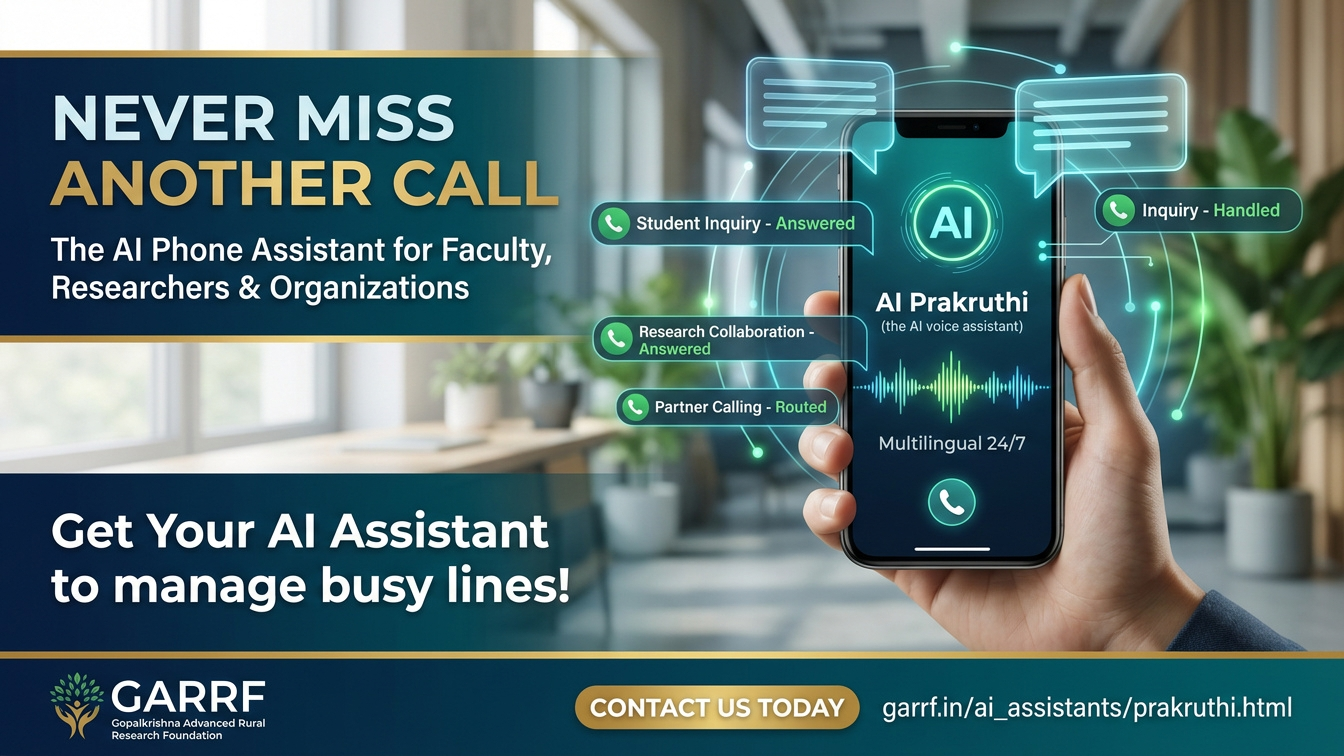 NEVER MISS
ANOTHER CALL
The AI Phone Assistant for Faculty,
Researchers & Organizations
Student Inquiry - Answered
Research Collaboration -
Answered
Partner Calling - Routed
Inquiry - Handled
AI
AI Prakruthi
(the AI voice assistant)
Multilingual 24/7
Get Your AI Assistant
to manage busy lines!
GARRF
Gopalkrishna Advanced Rural
Research Foundation
CONTACT US TODAY
garrf.in/ai_assistants/prakruthi.html